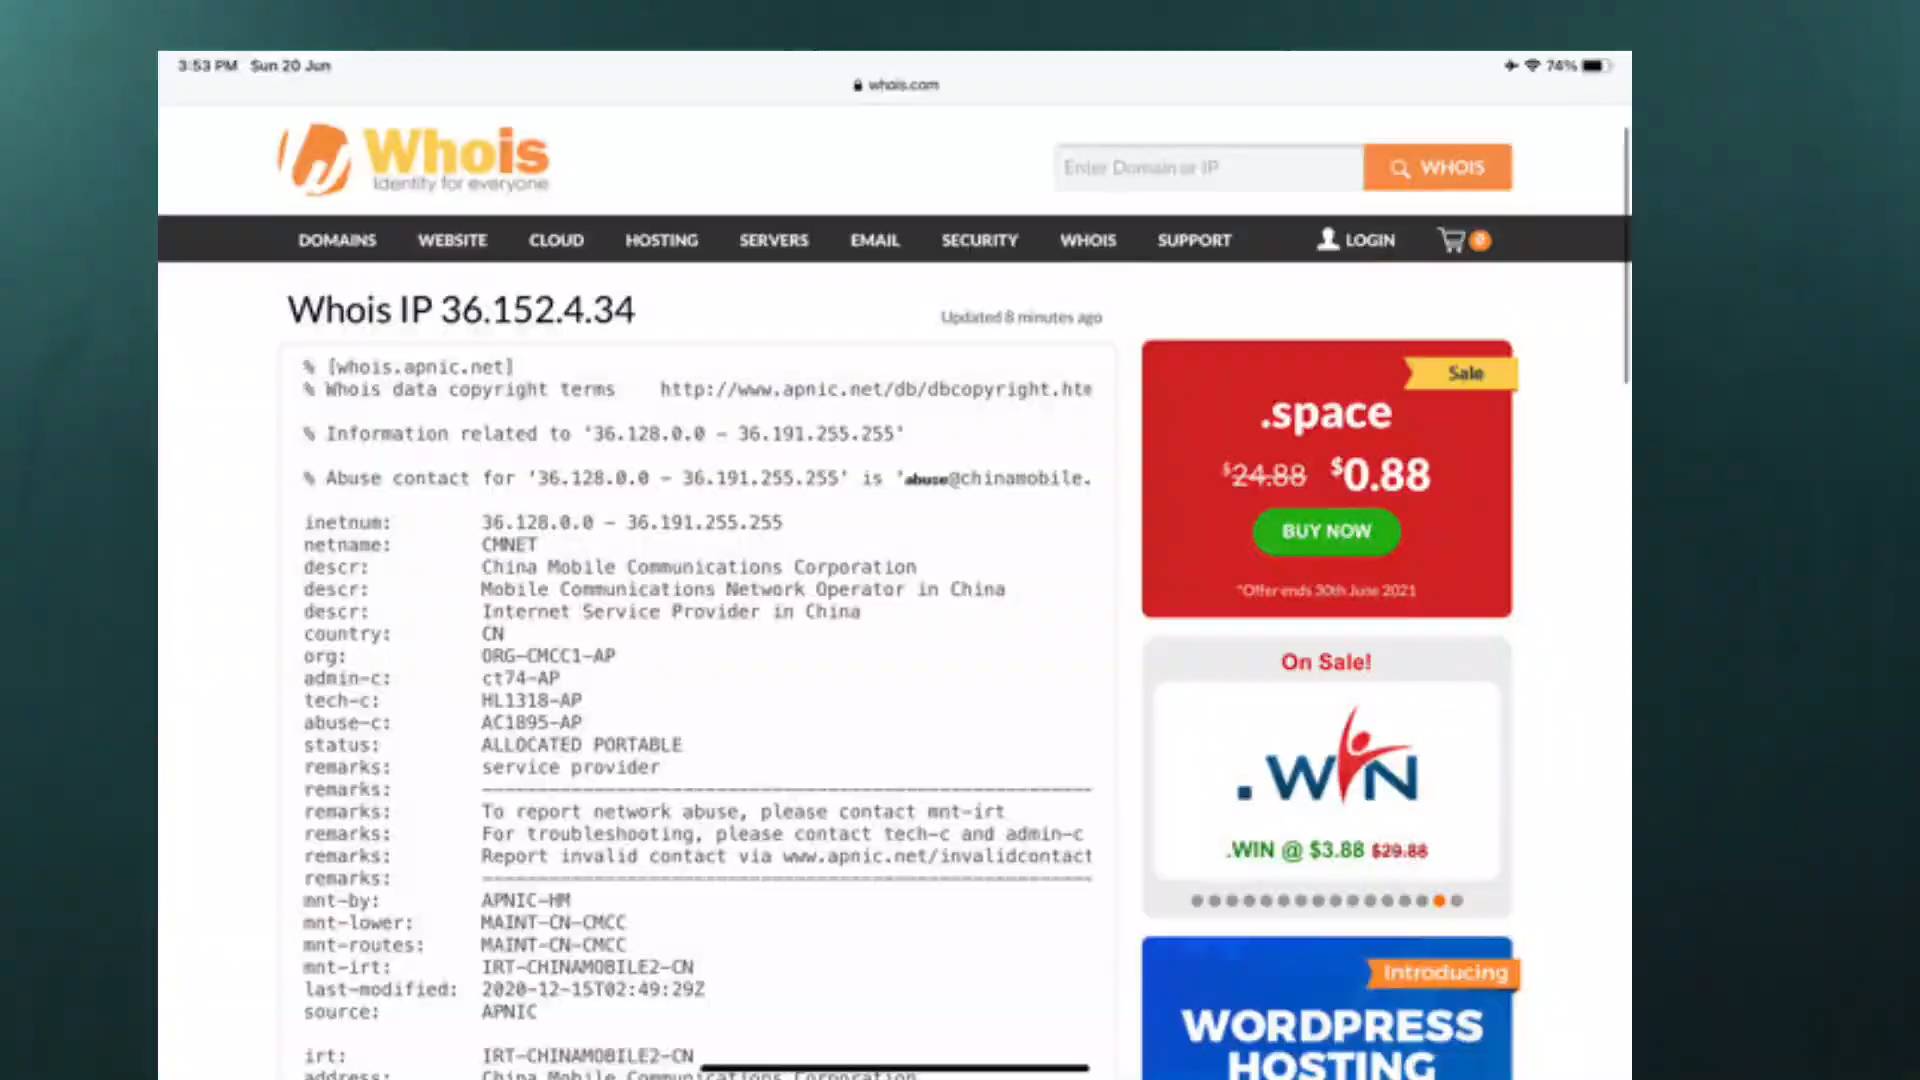 3:53 PM Sun 20 Jun
74%
whois.com
Whois
Identity for everyone
Enter Domain or IP
WHOIS
DOMAINS WEBSITE CLOUD HOSTING SERVERS EMAIL SECURITY WHOIS SUPPORT LOGIN
Whois IP 36.152.4.34
Updated 8 minutes ago
% [whois.apnic.net]
% Whois data copyright terms http://www.apnic.net/db/dbcopyright.htm
% Information related to '36.128.0.0 - 36.191.255.255'
% Abuse contact for '36.128.0.0 - 36.191.255.255' is 'abuse@chinamobile.
inetnum: 36.128.0.0 - 36.191.255.255
netname: CMNET
descr: China Mobile Communications Corporation
descr: Mobile Communications Network Operator in China
descr: Internet Service Provider in China
country: CN
org: ORG-CMCC1-AP
admin-c: ct74-AP
tech-c: HL1318-AP
abuse-c: AC1895-AP
status: ALLOCATED PORTABLE
remarks: service provider
remarks: -------------------------------------------------------
remarks: To report network abuse, please contact mnt-irt
remarks: For troubleshooting, please contact tech-c and admin-c
remarks: Report invalid contact via www.apnic.net/invalidcontact
remarks: -------------------------------------------------------
mnt-by: APNIC-HM
mnt-lower: MAINT-CN-CMCC
mnt-routes: MAINT-CN-CMCC
mnt-irt: IRT-CHINAMOBILE2-CN
last-modified: 2020-12-15T02:49:29Z
source: APNIC
irt: IRT-CHINAMOBILE2-CN
address: China Mobile Communications Corporation
Sale
.space
$24.88 $0.88
BUY NOW
*Offer ends 30th June 2021
On Sale!
.WIN
.WIN @ $3.88 $29.88
Introducing
WORDPRESS
HOSTING